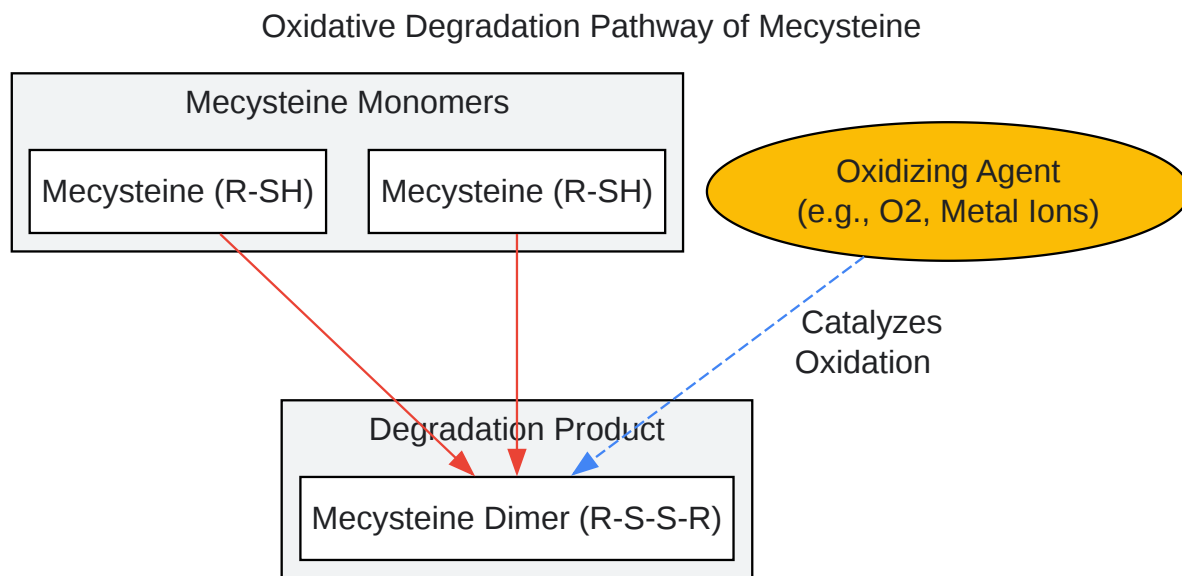 Oxidative Degradation Pathway of Mecysteine
Mecysteine Monomers
Mecysteine (R-SH)
Mecysteine (R-SH)
Oxidizing Agent
(e.g., O2, Metal Ions)
Catalyzes
Oxidation
Degradation Product
Mecysteine Dimer (R-S-S-R)